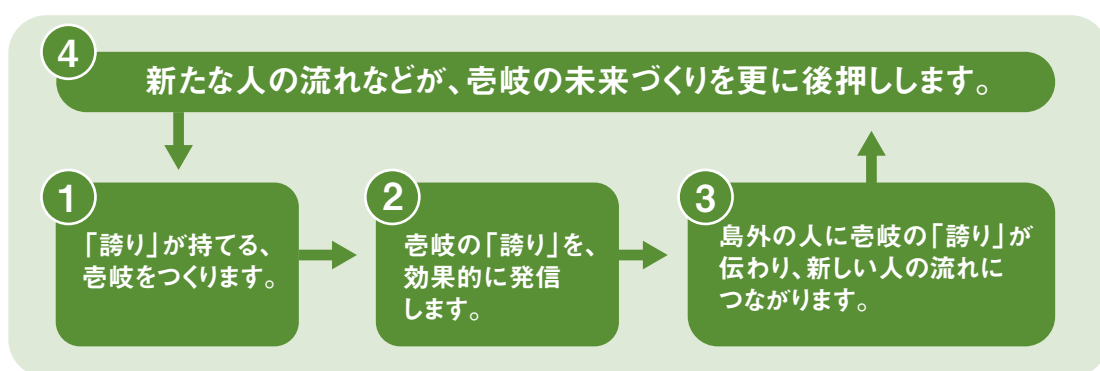 4
新たな人の流れなどが、壱岐の未来づくりを更に後押しします。
1
「誇り」が持てる、
壱岐をつくります。
2
壱岐の「誇り」を、
効果的に発信
します。
3
島外の人に壱岐の「誇り」が
伝わり、新しい人の流れに
つながります。